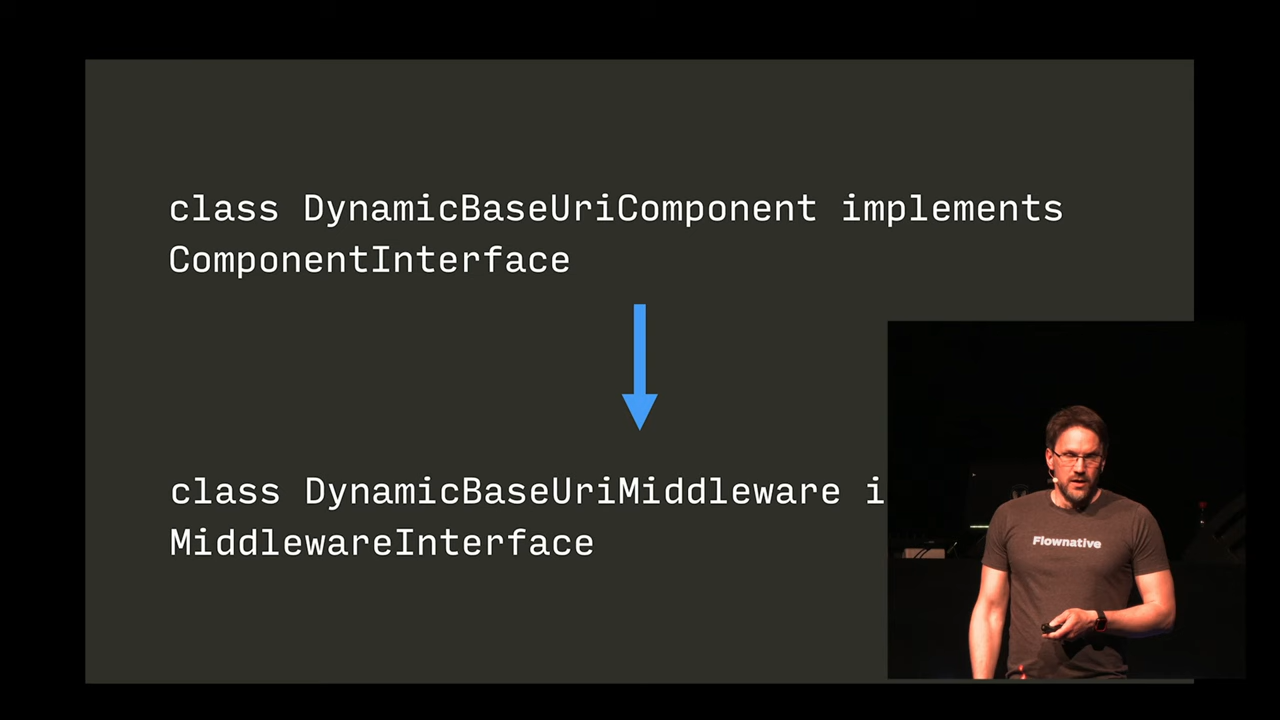 class DynamicBaseUriComponent implements
ComponentInterface
class DynamicBaseUriMiddleware i
MiddlewareInterface
Flownative